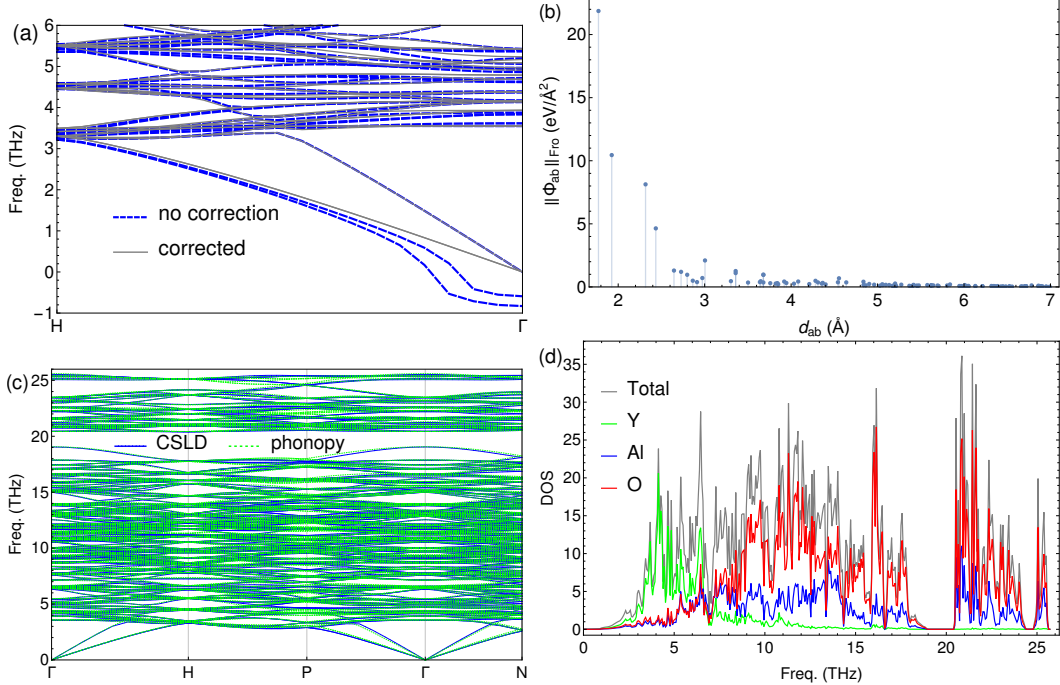 (a)
6
5
4
3
2
1
0
−1
Freq. (THz)
no correction
corrected
H Γ
(b)
20
15
10
5
0
||Φab||Fro (eV/Å²)
2 3 4 5 6 7
dab (Å)
(c)
25
20
15
10
5
0
Freq. (THz)
CSLD phonopy
Γ H P Γ N
(d)
35
30
25
20
15
10
5
0
DOS
Total
Y
Al
O
0 5 10 15 20 25
Freq. (THz)